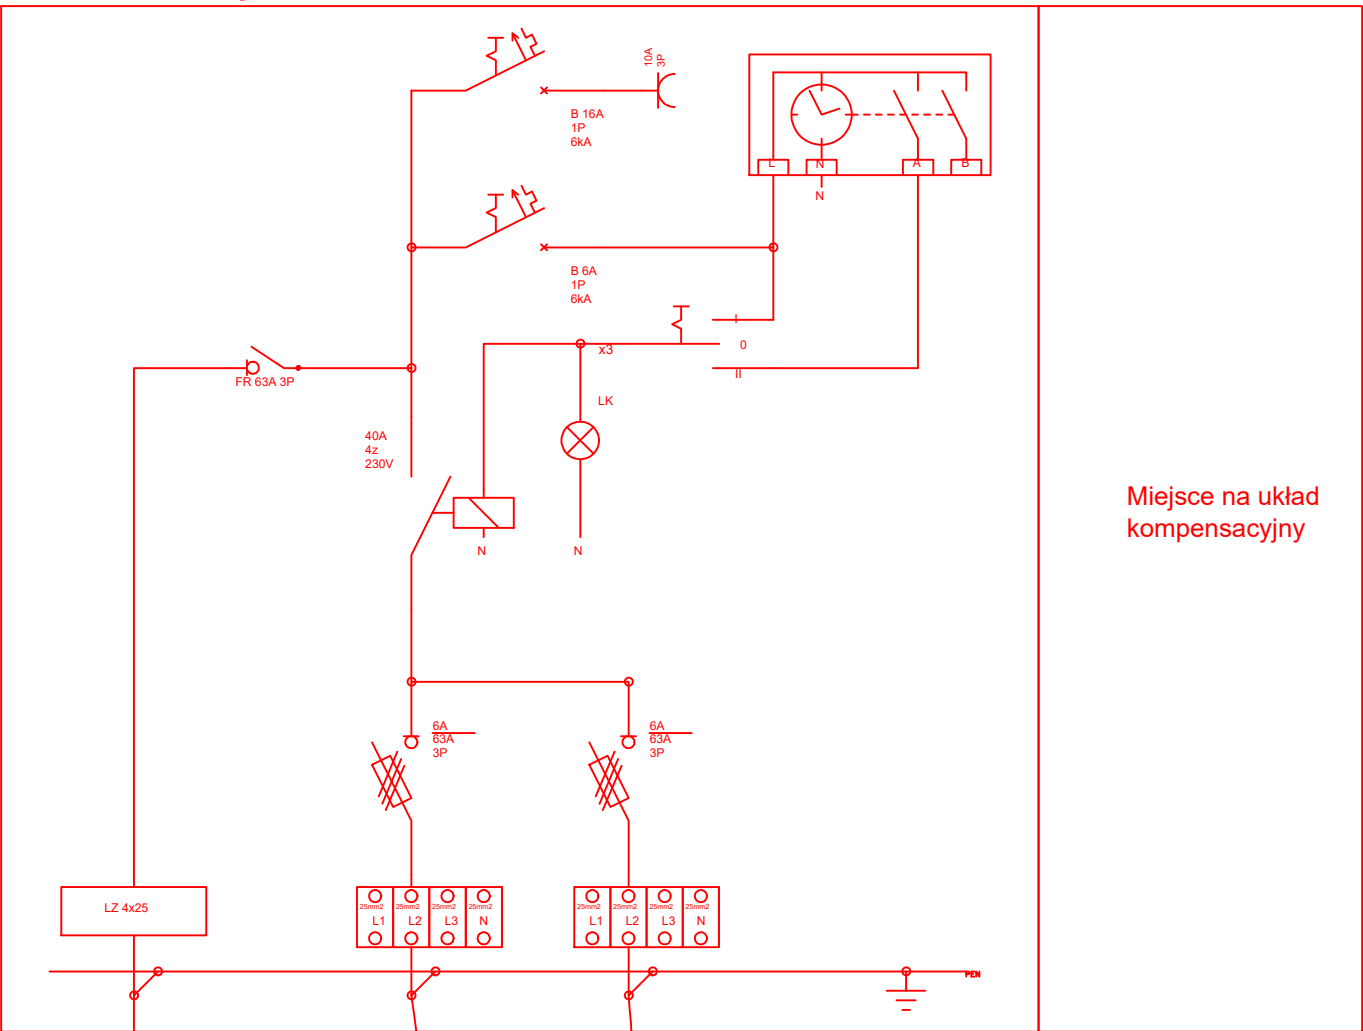 10A
3P
B 16A
1P
6kA
L
N
A
B
N
B 6A
1P
6kA
I
x3
0
II
FR 63A 3P
LK
40A
4z
230V
N
N
Miejsce na układ
kompensacyjny
6A
63A
3P
6A
63A
3P
LZ 4x25
25mm2 25mm2 25mm2 25mm2
L1 L2 L3 N
25mm2 25mm2 25mm2 25mm2
L1 L2 L3 N
PEN